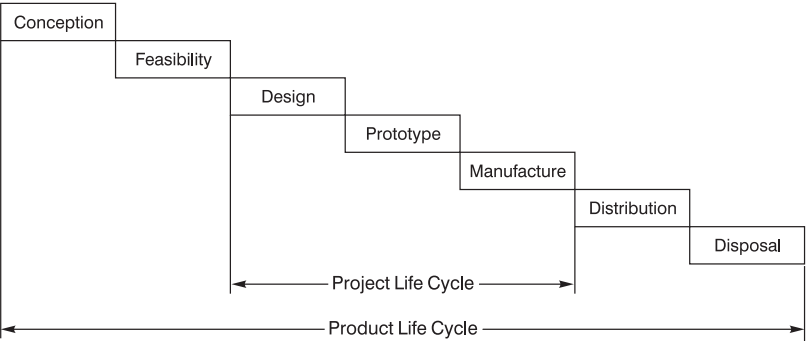 Conception
Feasibility
Design
Prototype
Manufacture
Distribution
Disposal
Project Life Cycle
Product Life Cycle